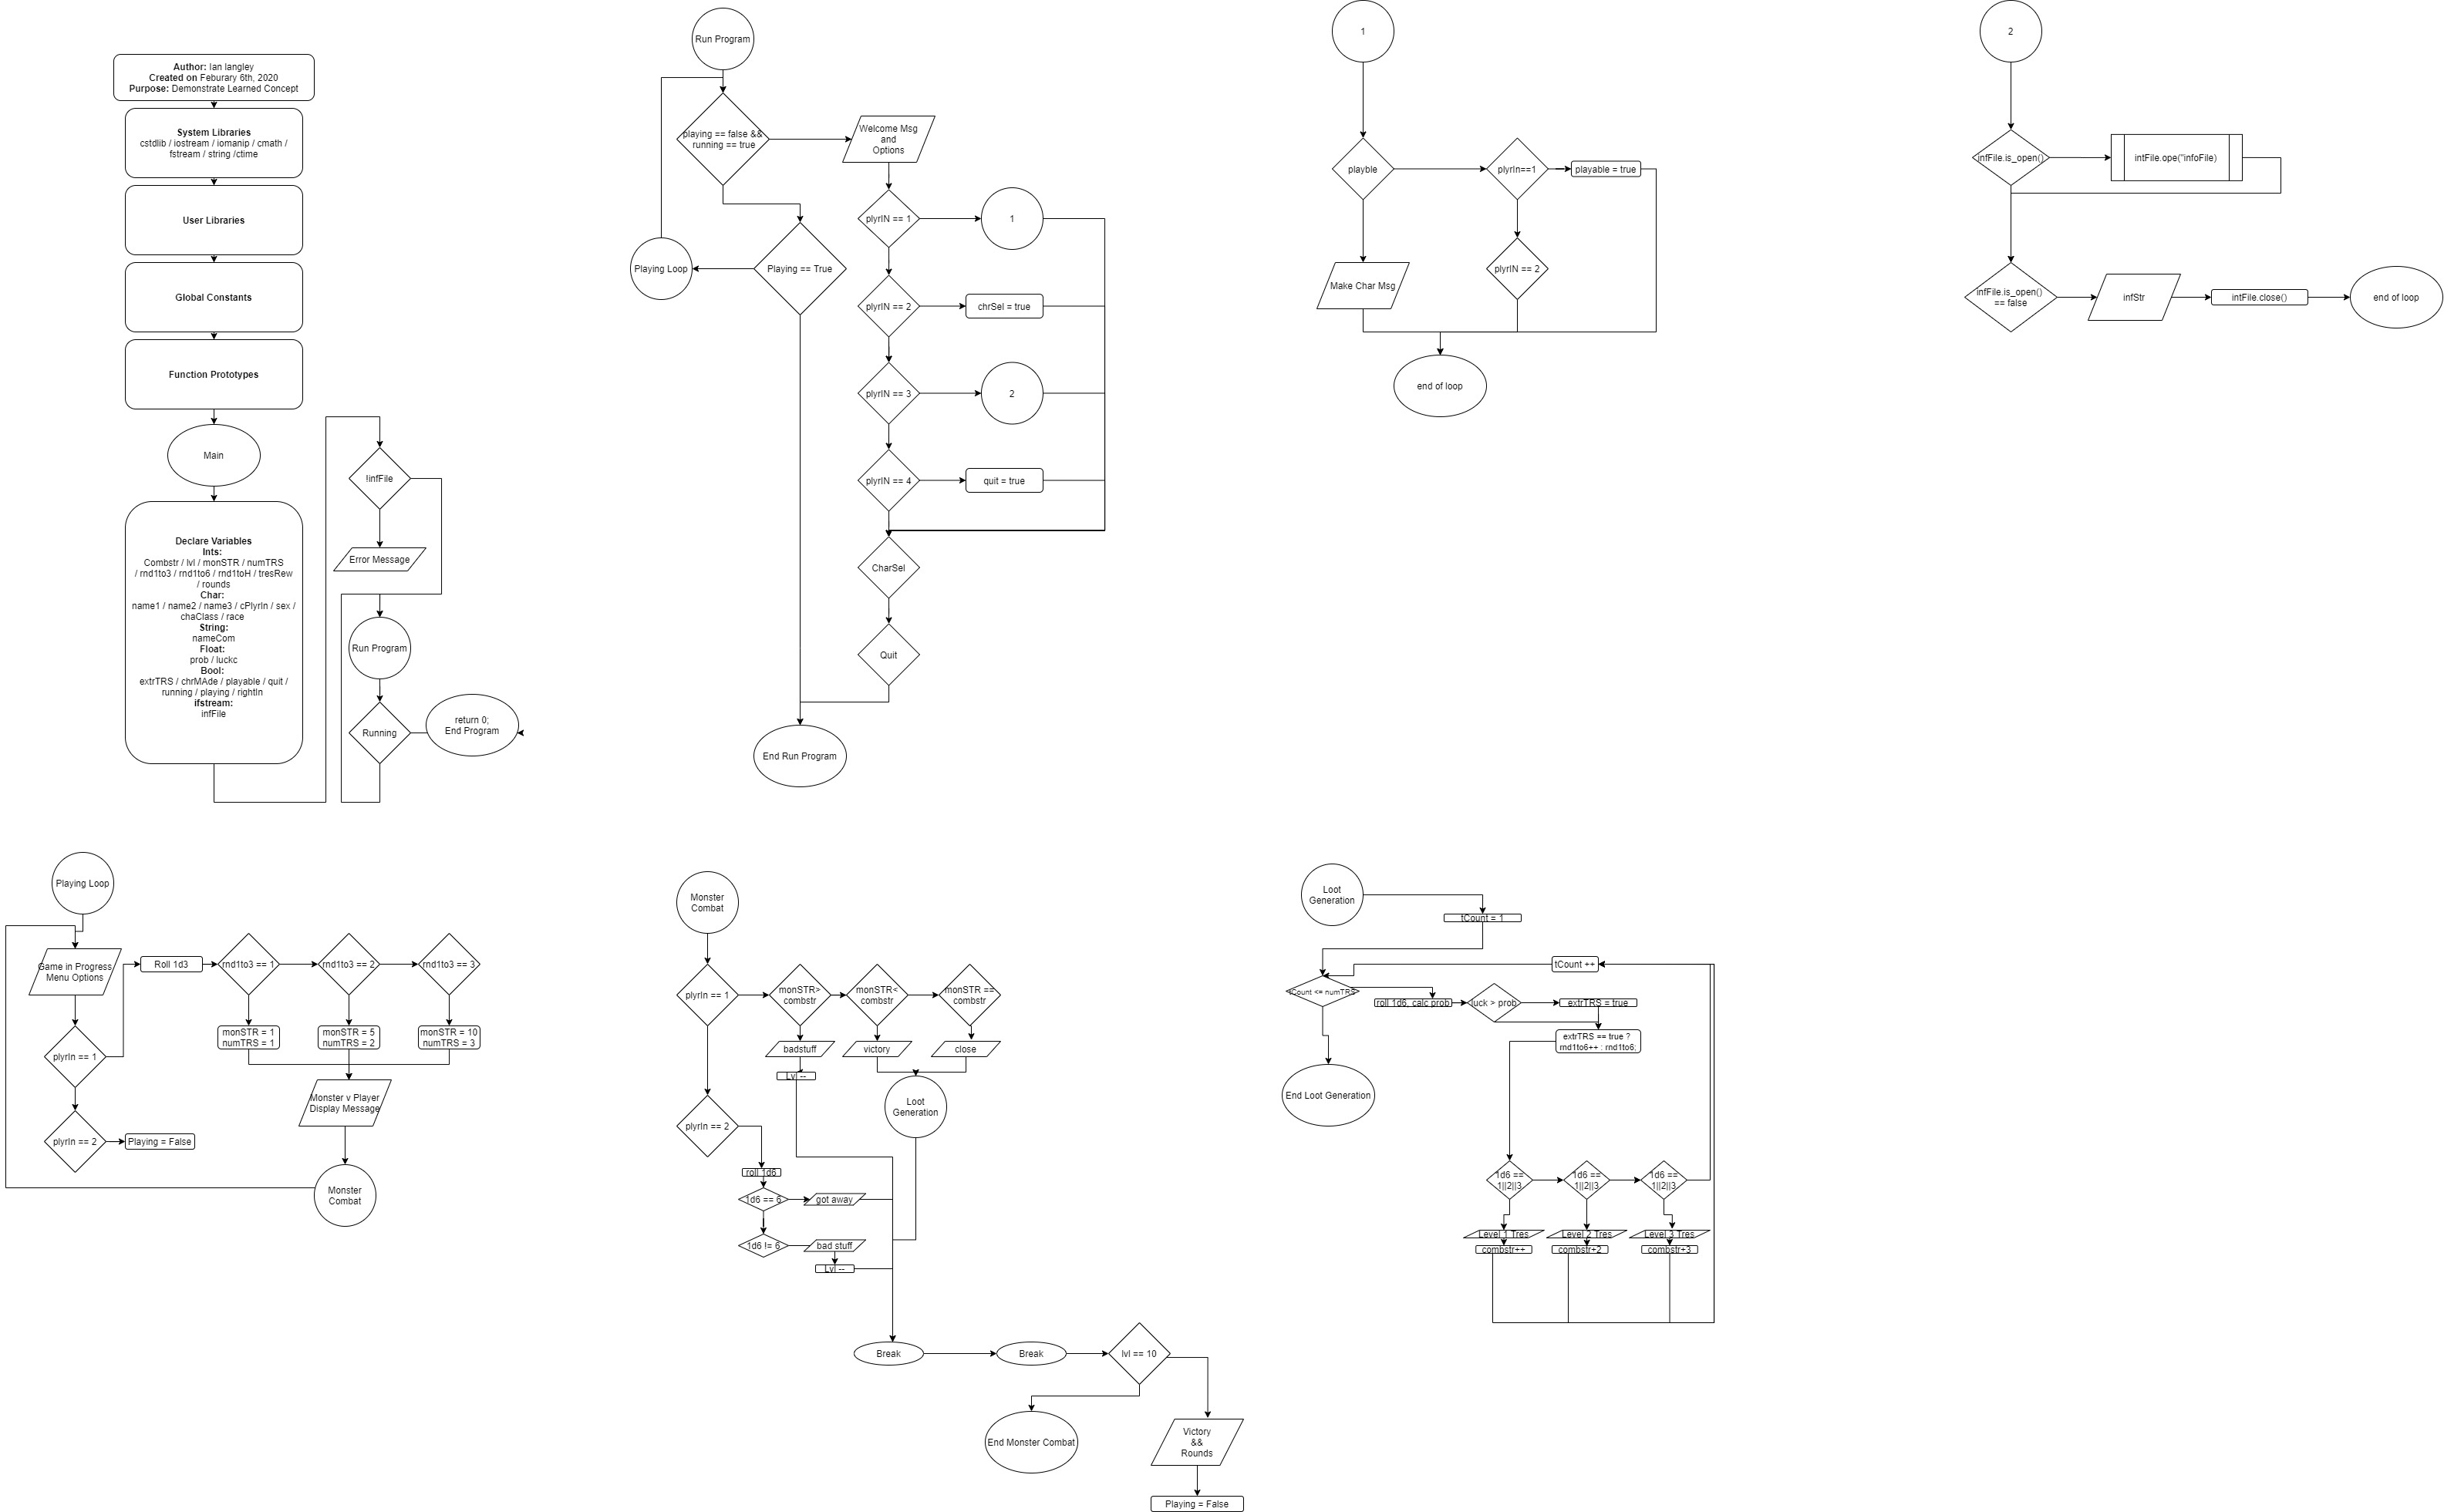 Author: Ian langley
Created on Feburary 6th, 2020
Purpose: Demonstrate Learned Concept
System Libraries
cstdlib / iostream / iomanip / cmath /
fstream / string /ctime
User Libraries
Global Constants
Function Prototypes
Main
Declare Variables
Ints:
Combstr / lvl / monSTR / numTRS
/ rnd1to3 / rnd1to6 / rnd1toH / tresRew
/ rounds
Char:
name1 / name2 / name3 / cPlyrIn / sex /
chaClass / race
String:
nameCom
Float:
prob / luckc
Bool:
extrTRS / chrMAde / playable / quit /
running / playing / rightIn
ifstream:
infFile
!infFile
Error Message
Run Program
Running
return 0;
End Program
Run Program
playing == false &&
running == true
Welcome Msg
and
Options
Playing Loop
Playing == True
plyrIN == 1
1
plyrIN == 2
chrSel = true
plyrIN == 3
2
plyrIN == 4
quit = true
CharSel
Quit
End Run Program
1
playble
plyrIn==1
playable = true
Make Char Msg
plyrIN == 2
end of loop
2
infFile.is_open()
intFile.ope("infoFile)
infFile.is_open()
== false
infStr
intFile.close()
end of loop
Playing Loop
Game in Progress
Menu Options
Roll 1d3
rnd1to3 == 1
rnd1to3 == 2
rnd1to3 == 3
monSTR = 1
numTRS = 1
monSTR = 5
numTRS = 2
monSTR = 10
numTRS = 3
plyrIn == 1
Monster v Player
Display Message
plyrIn == 2
Playing = False
Monster
Combat
Monster
Combat
plyrIn == 1
monSTR>
combstr
monSTR<
combstr
monSTR ==
combstr
badstuff
victory
close
Lvl --
Loot
Generation
plyrIn == 2
roll 1d6
1d6 == 6
got away
1d6 != 6
bad stuff
Lvl --
Break
Break
lvl == 10
End Monster Combat
Victory
&&
Rounds
Playing = False
Loot
Generation
tCount = 1
tCount ++
tCount <= numTRS
roll 1d6, calc prob
luck > prob
extrTRS = true
extrTRS == true ?
rnd1to6++ : rnd1to6;
End Loot Generation
1d6 ==
1||2||3
1d6 ==
1||2||3
1d6 ==
1||2||3
Level 1 Tres
Level 2 Tres
Level 3 Tres
combstr++
combstr+2
combstr+3